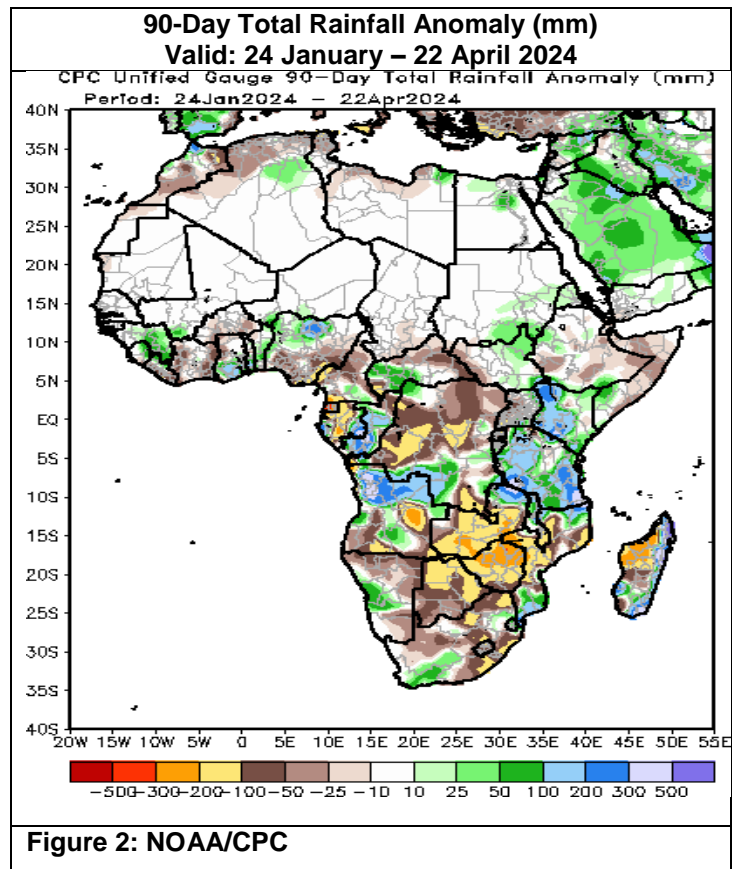 90-Day Total Rainfall Anomaly (mm)
Valid: 24 January – 22 April 2024
CPC Unified Gauge 90-Day Total Rainfall Anomaly (mm)
Period: 24Jan2024 - 22Apr2024
40N
35N
30N
25N
20N
15N
10N
5N
EQ
5S
10S
15S
20S
25S
30S
35S
40S
20W 15W 10W 5W 0 5E 10E 15E 20E 25E 30E 35E 40E 45E 50E 55E
-500 -300 -200 -100 -50 -25 -10 10 25 50 100 200 300 500
Figure 2: NOAA/CPC